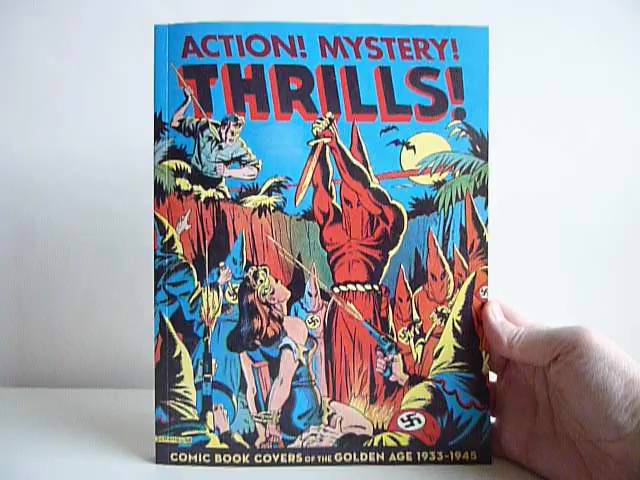 ACTION! MYSTERY!
THRILLS!
COMIC BOOK COVERS OF THE GOLDEN AGE 1933-1945